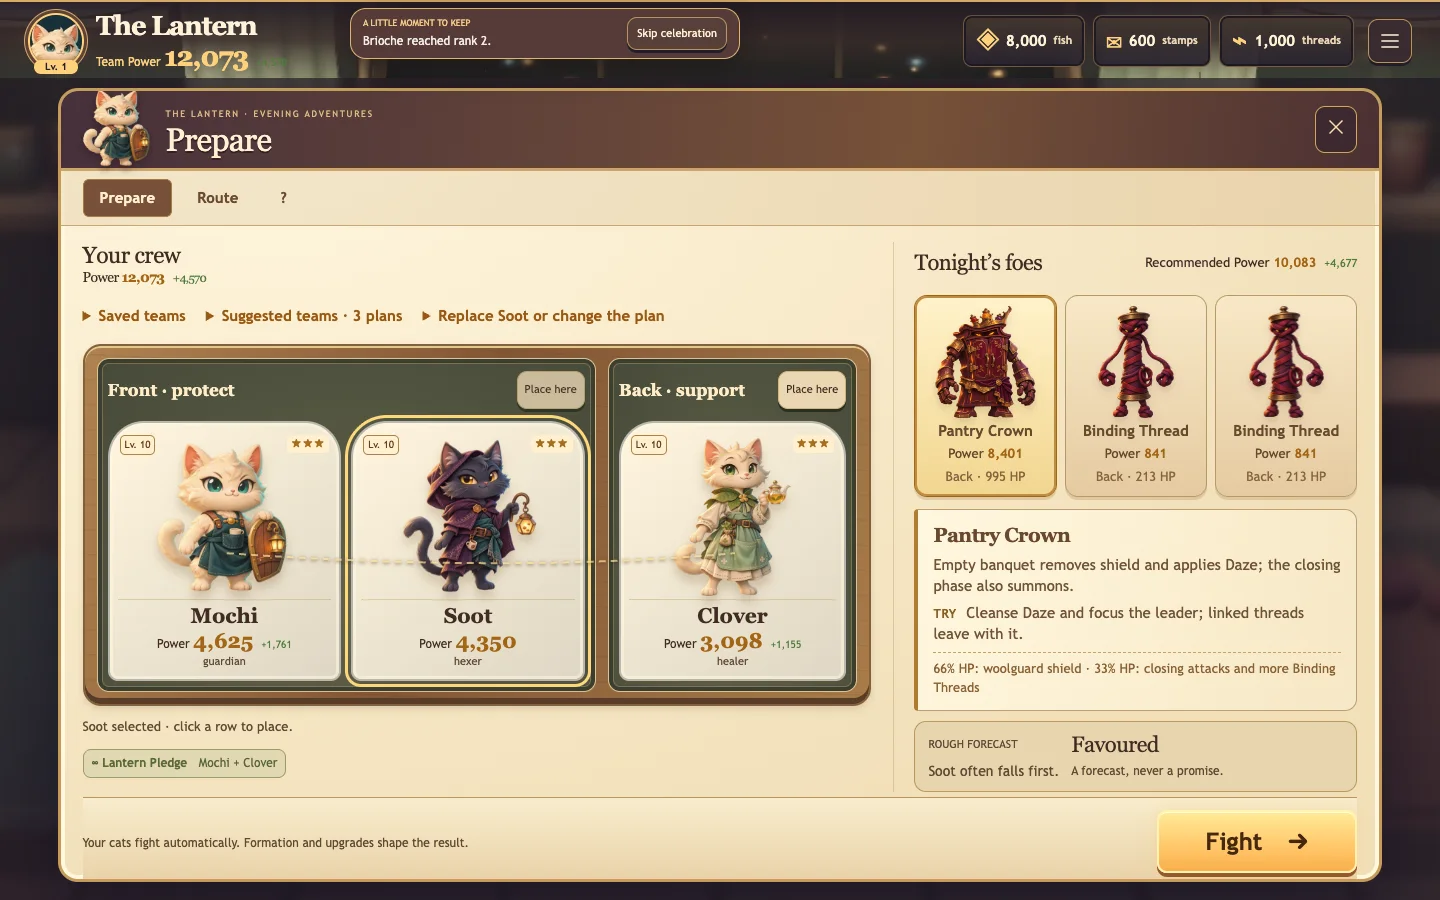 The Lantern
Team Power 12,073
Lv. 1
A LITTLE MOMENT TO KEEP
Brioche reached rank 2.
Skip celebration
8,000 fish
600 stamps
1,000 threads
THE LANTERN · EVENING ADVENTURES
Prepare
Prepare
Route
?
Your crew
Power 12,073 +4,570
Saved teams
Suggested teams · 3 plans
Replace Soot or change the plan
Front · protect
Place here
Back · support
Place here
Lv. 10
Mochi
Power 4,625 +1,761
guardian
Lv. 10
Soot
Power 4,350
hexer
Lv. 10
Clover
Power 3,098 +1,155
healer
Soot selected · click a row to place.
Lantern Pledge Mochi + Clover
Tonight's foes
Recommended Power 10,083 +4,677
Pantry Crown
Power 8,401
Back · 995 HP
Binding Thread
Power 841
Back · 213 HP
Binding Thread
Power 841
Back · 213 HP
Pantry Crown
Empty banquet removes shield and applies Daze; the closing
phase also summons.
TRY Cleanse Daze and focus the leader; linked threads
leave with it.
66% HP: woolguard shield · 33% HP: closing attacks and more Binding
Threads
ROUGH FORECAST
Favoured
Soot often falls first.
A forecast, never a promise.
Your cats fight automatically. Formation and upgrades shape the result.
Fight →